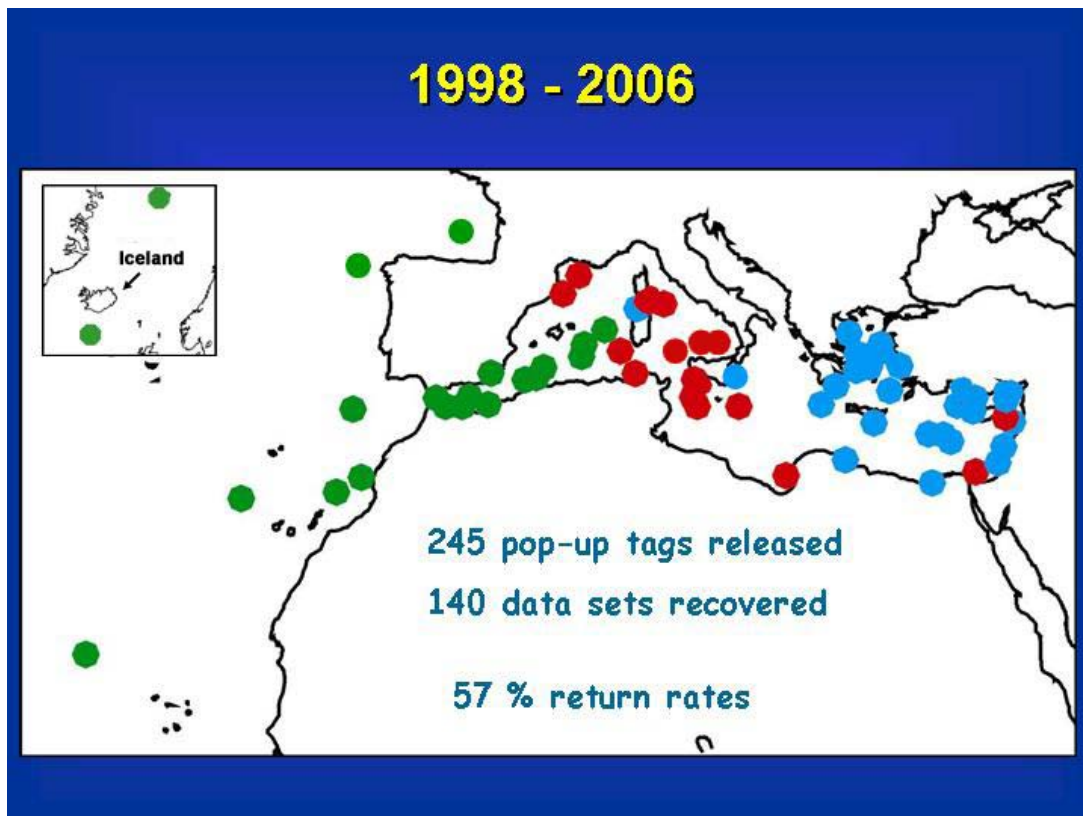 1998 - 2006
Iceland
245 pop-up tags released
140 data sets recovered
57 % return rates